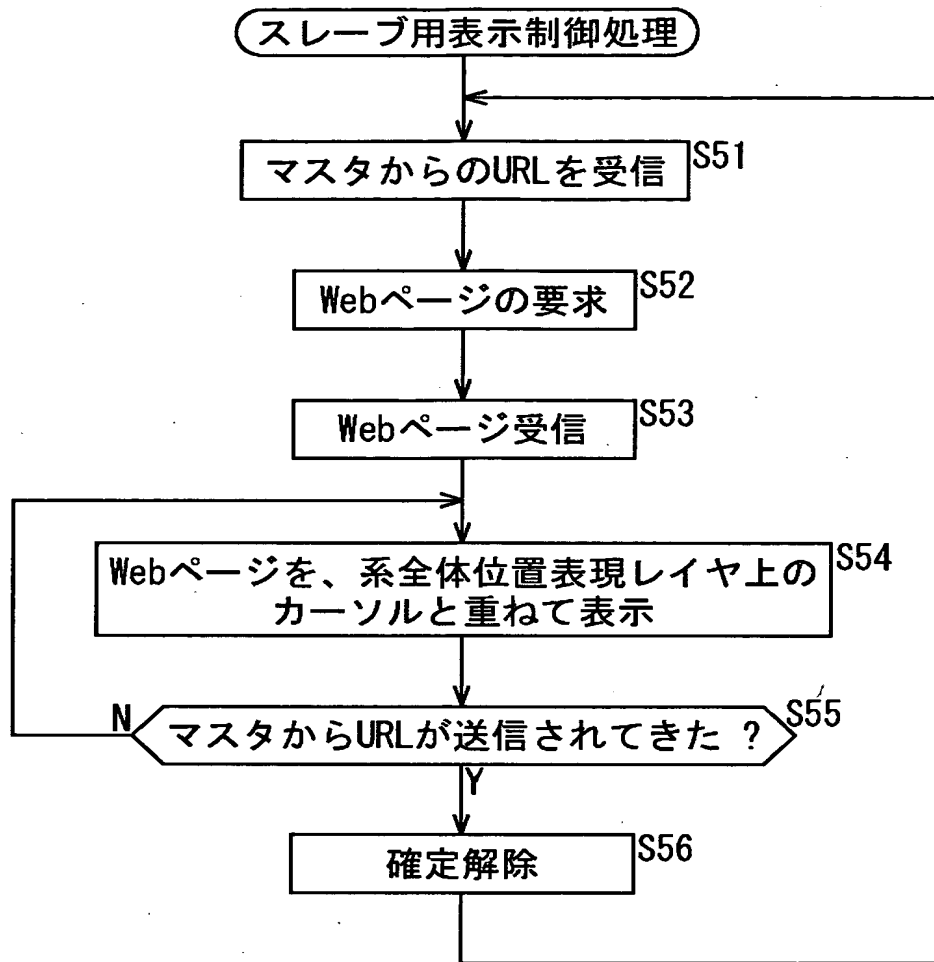 スレーブ用表示制御処理
マスタからのURLを受信
S51
Webページの要求
S52
Webページ受信
S53
Webページを、系全体位置表現レイヤ上の
カーソルと重ねて表示
S54
マスタからURLが送信されてきた ?
S55
N
Y
確定解除
S56